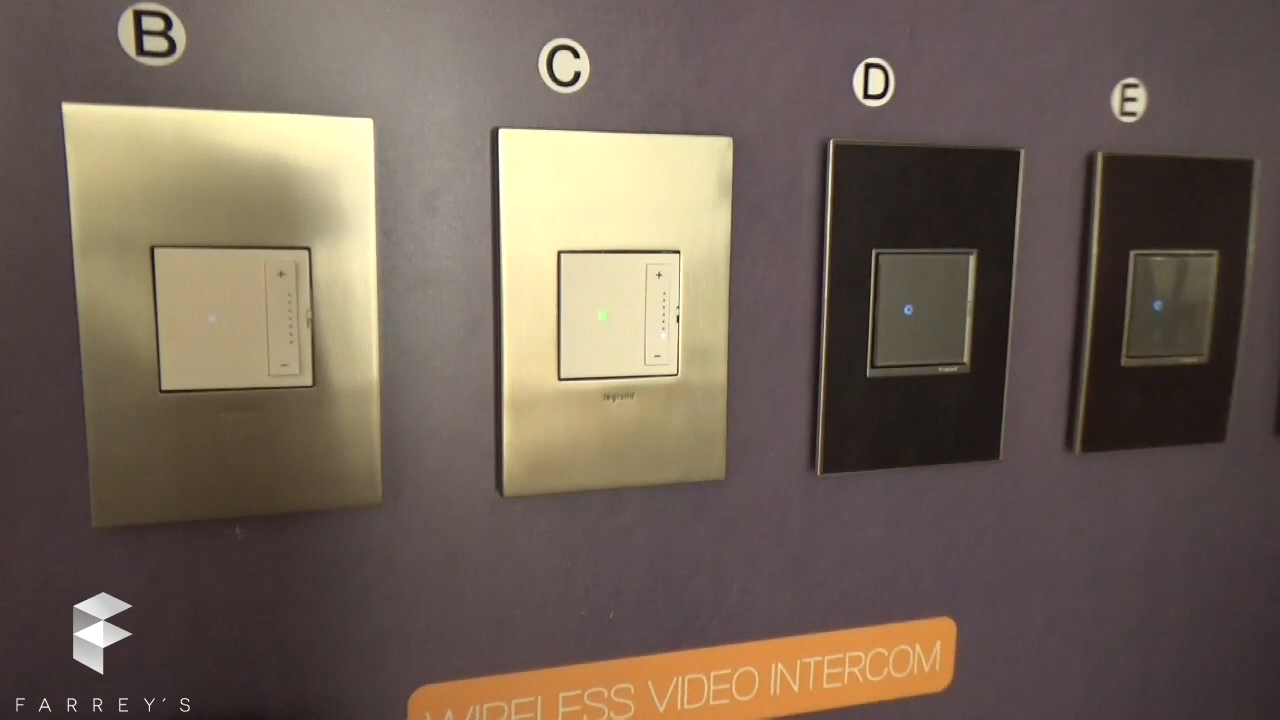 B
C
D
E
+
–
+
–
legrand
WIRELESS VIDEO INTERCOM
FARREY'S